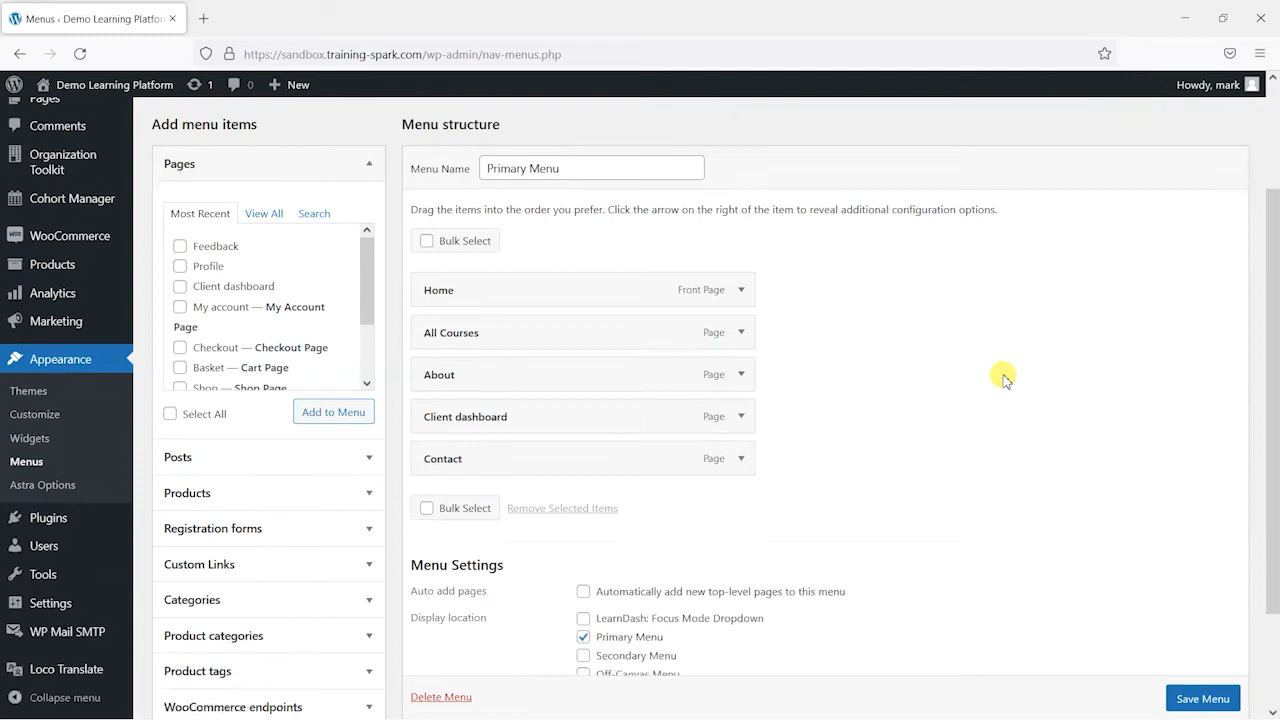 Menus ‹ Demo Learning Platfor
https://sandbox.training-spark.com/wp-admin/nav-menus.php
Demo Learning Platform 1 0 New Howdy, mark
Pages
Comments
Organization
Toolkit
Cohort Manager
WooCommerce
Products
Analytics
Marketing
Appearance
Themes
Customize
Widgets
Menus
Astra Options
Plugins
Users
Tools
Settings
WP Mail SMTP
Loco Translate
Collapse menu
Add menu items
Pages
Most Recent View All Search
Feedback
Profile
Client dashboard
My account — My Account
Page
Checkout — Checkout Page
Basket — Cart Page
Shop — Shop Page
Select All Add to Menu
Posts
Products
Registration forms
Custom Links
Categories
Product categories
Product tags
WooCommerce endpoints
Menu structure
Menu Name Primary Menu
Drag the items into the order you prefer. Click the arrow on the right of the item to reveal additional configuration options.
Bulk Select
Home Front Page
All Courses Page
About Page
Client dashboard Page
Contact Page
Bulk Select Remove Selected Items
Menu Settings
Auto add pages Automatically add new top-level pages to this menu
Display location LearnDash: Focus Mode Dropdown
Primary Menu
Secondary Menu
Off-Canvas Menu
Delete Menu Save Menu